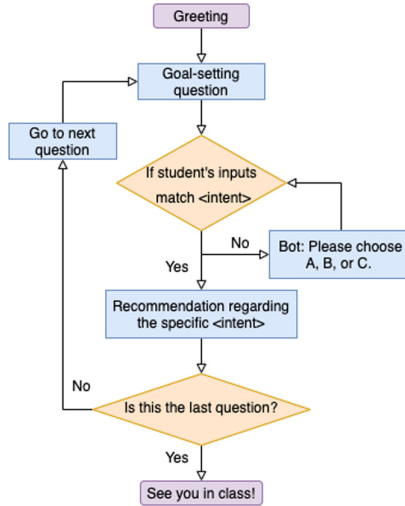 Greeting
Goal-setting
question
Go to next
question
If student's inputs
match <intent>
No
Bot: Please choose
A, B, or C.
Yes
Recommendation regarding
the specific <intent>
No
Is this the last question?
Yes
See you in class!